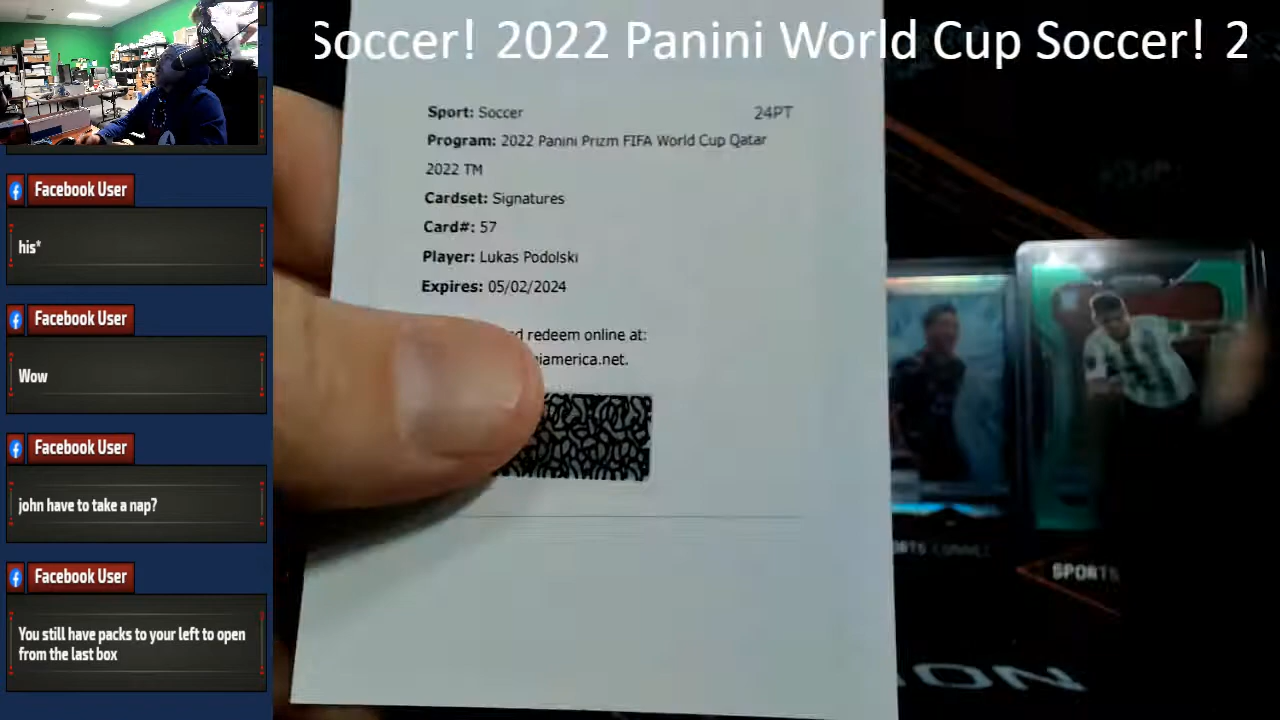 Soccer! 2022 Panini World Cup Soccer! 2
Facebook User
his*
Facebook User
Wow
Facebook User
john have to take a nap?
Facebook User
You still have packs to your left to open
from the last box
Sport: Soccer 24PT
Program: 2022 Panini Prizm FIFA World Cup Qatar
2022 TM
Cardset: Signatures
Card#: 57
Player: Lukas Podolski
Expires: 05/02/2024
redeem online at:
SPORTS